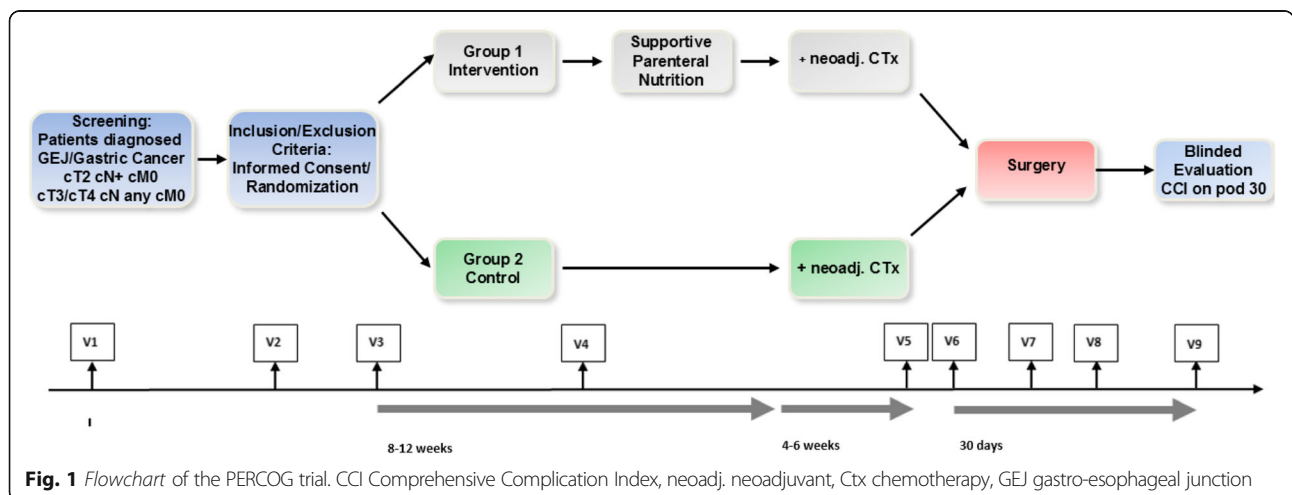 Screening:
Patients diagnosed
GEJ/Gastric Cancer
cT2 cN+ cM0
cT3/cT4 cN any cM0
Inclusion/Exclusion
Criteria:
Informed Consent/
Randomization
Group 1
Intervention
Supportive
Parenteral
Nutrition
+ neoadj. CTx
Group 2
Control
+ neoadj. CTx
Surgery
Blinded
Evaluation
CCI on pod 30
V1
V2
V3
V4
V5
V6
V7
V8
V9
8-12 weeks
4-6 weeks
30 days
Fig. 1 Flowchart of the PERCOG trial. CCI Comprehensive Complication Index, neoadj. neoadjuvant, Ctx chemotherapy, GEJ gastro-esophageal junction